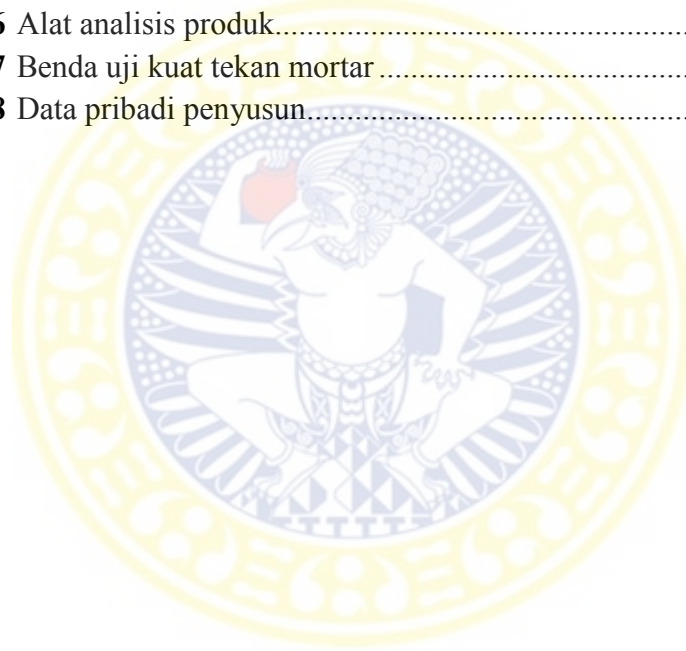 6 Alat analisis produk................................................
7 Benda uji kuat tekan mortar....................................
8 Data pribadi penyusun............................................